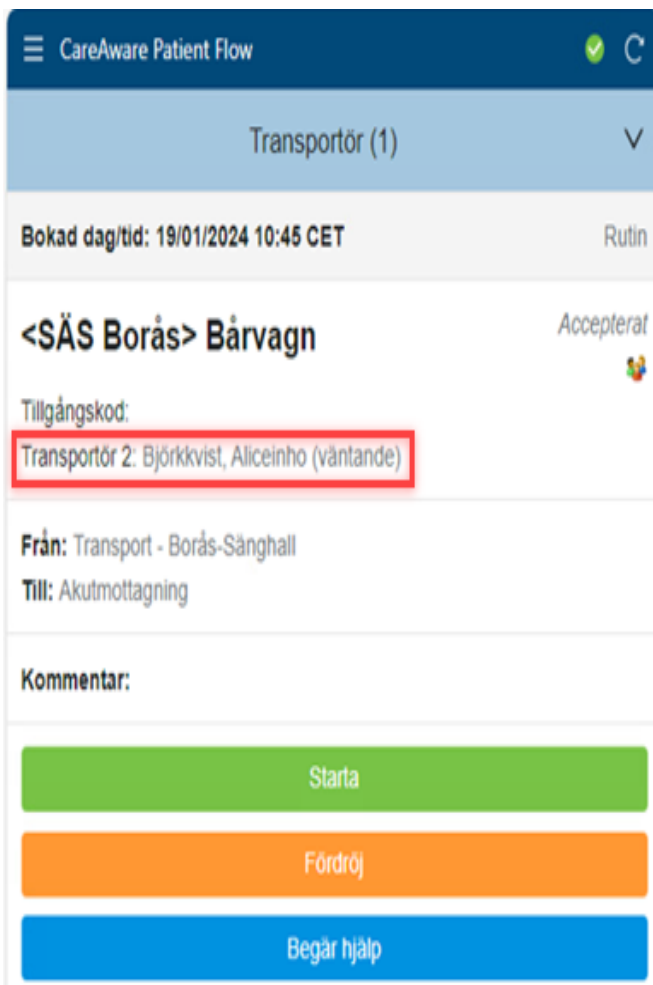 CareAware Patient Flow
Transportör (1)
Bokad dag/tid: 19/01/2024 10:45 CET Rutin
<SÄS Borås> Bårvagn Accepterat
Tillgångskod:
Transportör 2: Björkkvist, Aliceinho (väntande)
Från: Transport - Borås-Sänghall
Till: Akutmottagning
Kommentar:
Starta
Fördröj
Begär hjälp